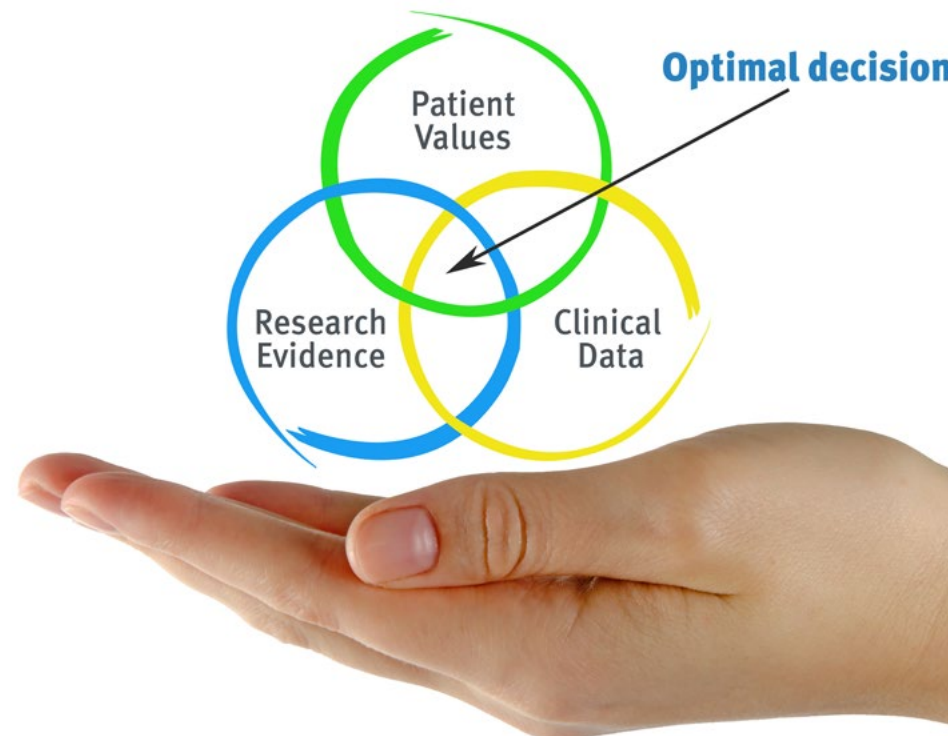 Optimal decision
Patient
Values
Research
Evidence
Clinical
Data